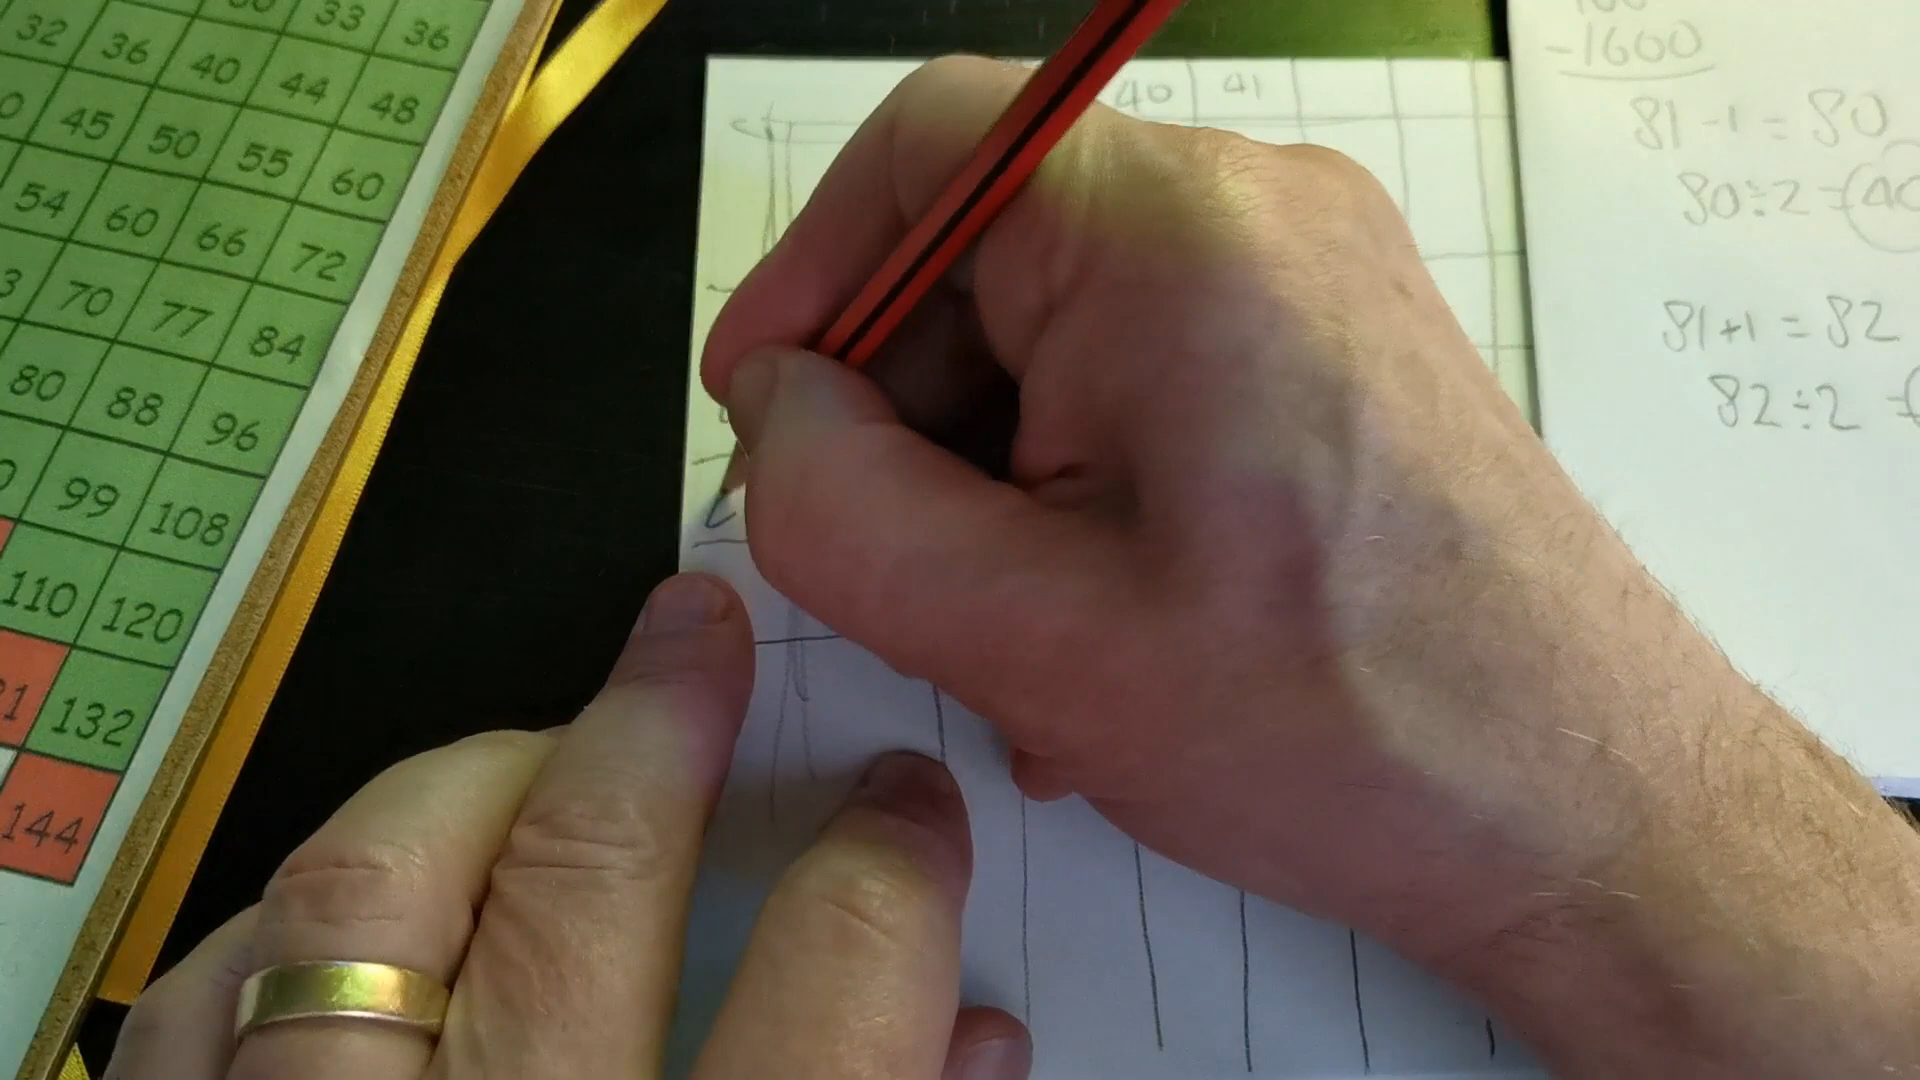 32 36 40 44 48
33 36
45 50 55 60
54 60 66 72
70 77 84
80 88 96
99 108
110 120
132
144
40 41
-1600
81-1=80
80÷2=
81+1=82
82÷2=